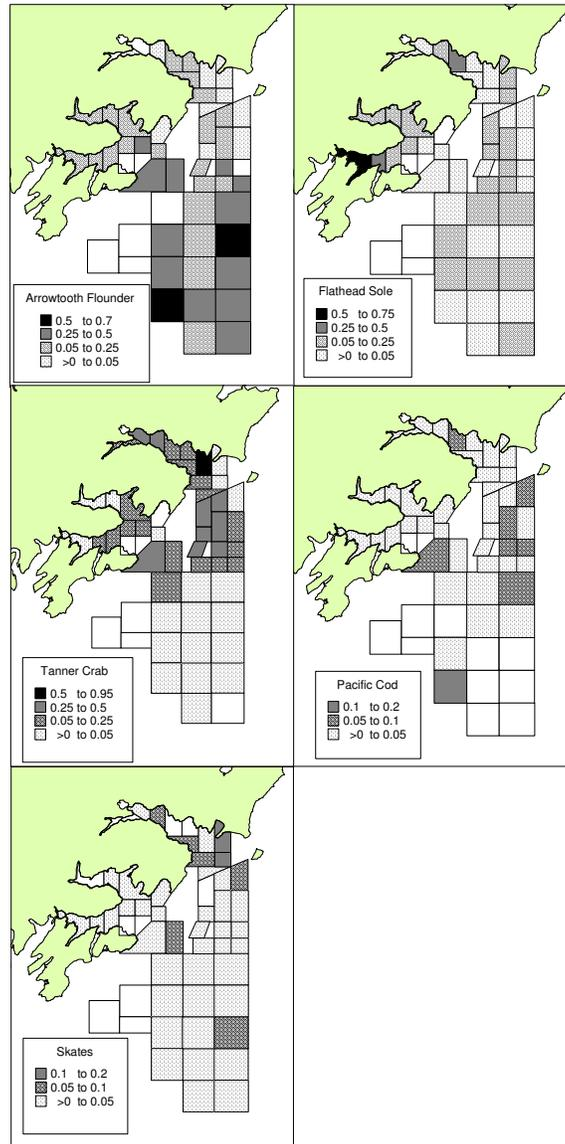 Arrowtooth Flounder
0.5 to 0.7
0.25 to 0.5
0.05 to 0.25
>0 to 0.05
Flathead Sole
0.5 to 0.75
0.25 to 0.5
0.05 to 0.25
>0 to 0.05
Tanner Crab
0.5 to 0.95
0.25 to 0.5
0.05 to 0.25
>0 to 0.05
Pacific Cod
0.1 to 0.2
0.05 to 0.1
>0 to 0.05
Skates
0.1 to 0.2
0.05 to 0.1
>0 to 0.05